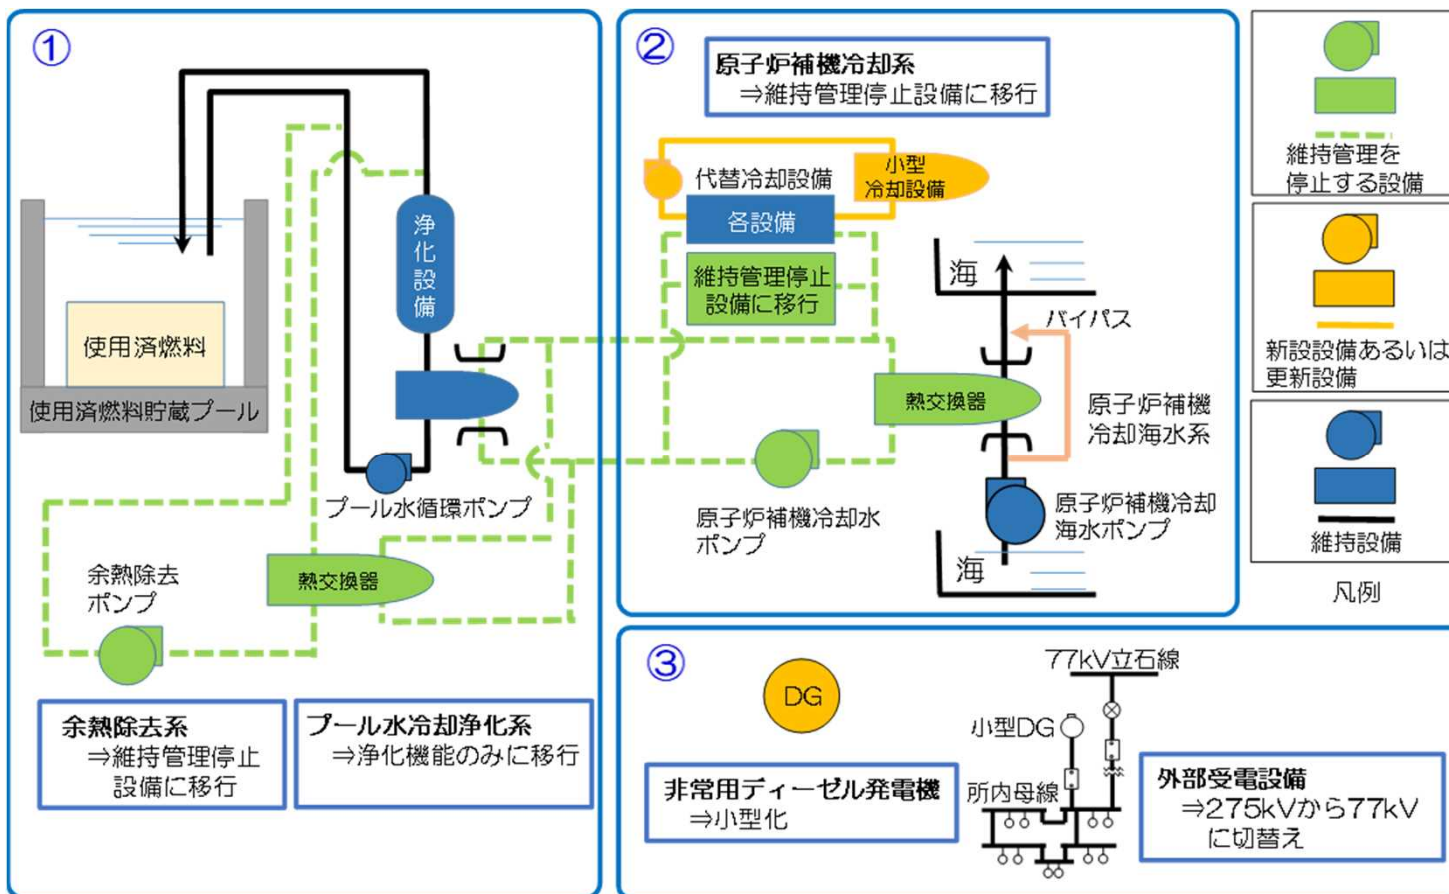 ①
浄
化
設
備
使用済燃料
使用済燃料貯蔵プール
プール水循環ポンプ
余熱除去
ポンプ
熱交換器
余熱除去系
⇒維持管理停止
設備に移行
プール水冷却浄化系
⇒浄化機能のみに移行
②
原子炉補機冷却系
⇒維持管理停止設備に移行
代替冷却設備
小型
冷却設備
各設備
維持管理停止
設備に移行
海
バイパス
熱交換器
原子炉補機
冷却海水系
原子炉補機冷却水
ポンプ
原子炉補機冷却
海水ポンプ
海
③
DG
非常用ディーゼル発電機
⇒小型化
77kV立石線
小型DG
所内母線
外部受電設備
⇒275kVから77kV
に切替え
維持管理を
停止する設備
新設設備あるいは
更新設備
維持設備
凡例